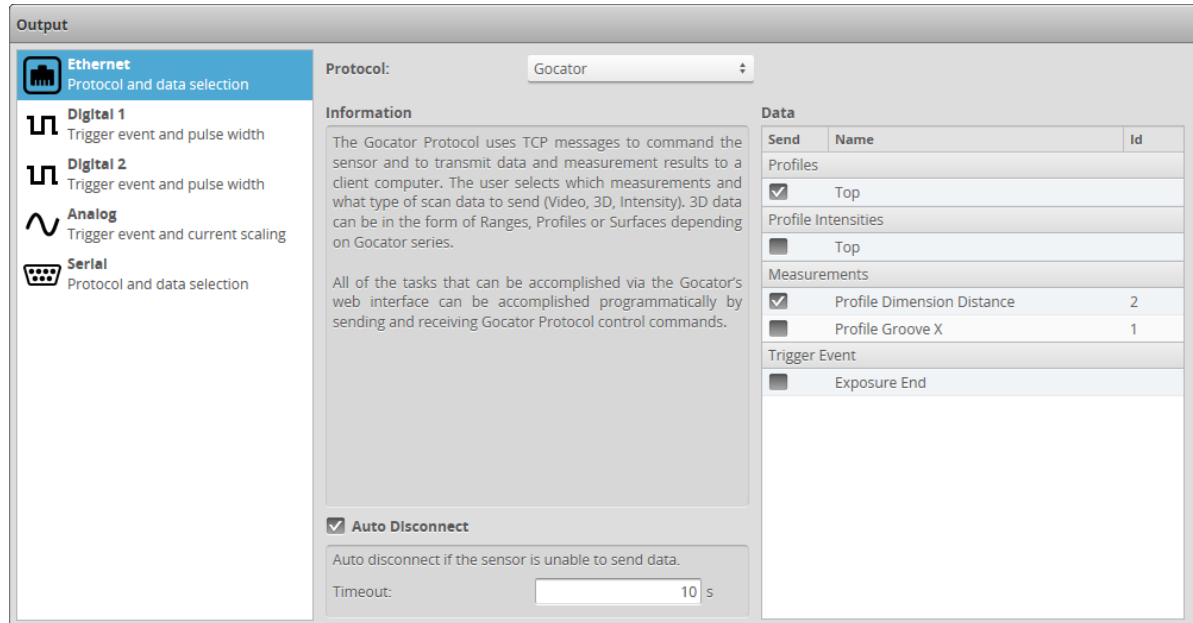 Output
Ethernet
Protocol and data selection
Digital 1
Trigger event and pulse width
Digital 2
Trigger event and pulse width
Analog
Trigger event and current scaling
Serial
Protocol and data selection
Protocol: Gocator
Information
The Gocator Protocol uses TCP messages to command the
sensor and to transmit data and measurement results to a
client computer. The user selects which measurements and
what type of scan data to send (Video, 3D, Intensity). 3D data
can be in the form of Ranges, Profiles or Surfaces depending
on Gocator series.
All of the tasks that can be accomplished via the Gocator's
web interface can be accomplished programmatically by
sending and receiving Gocator Protocol control commands.
Auto Disconnect
Auto disconnect if the sensor is unable to send data.
Timeout: 10 s
Data
Send Name Id
Profiles
Top
Profile Intensities
Top
Measurements
Profile Dimension Distance 2
Profile Groove X 1
Trigger Event
Exposure End